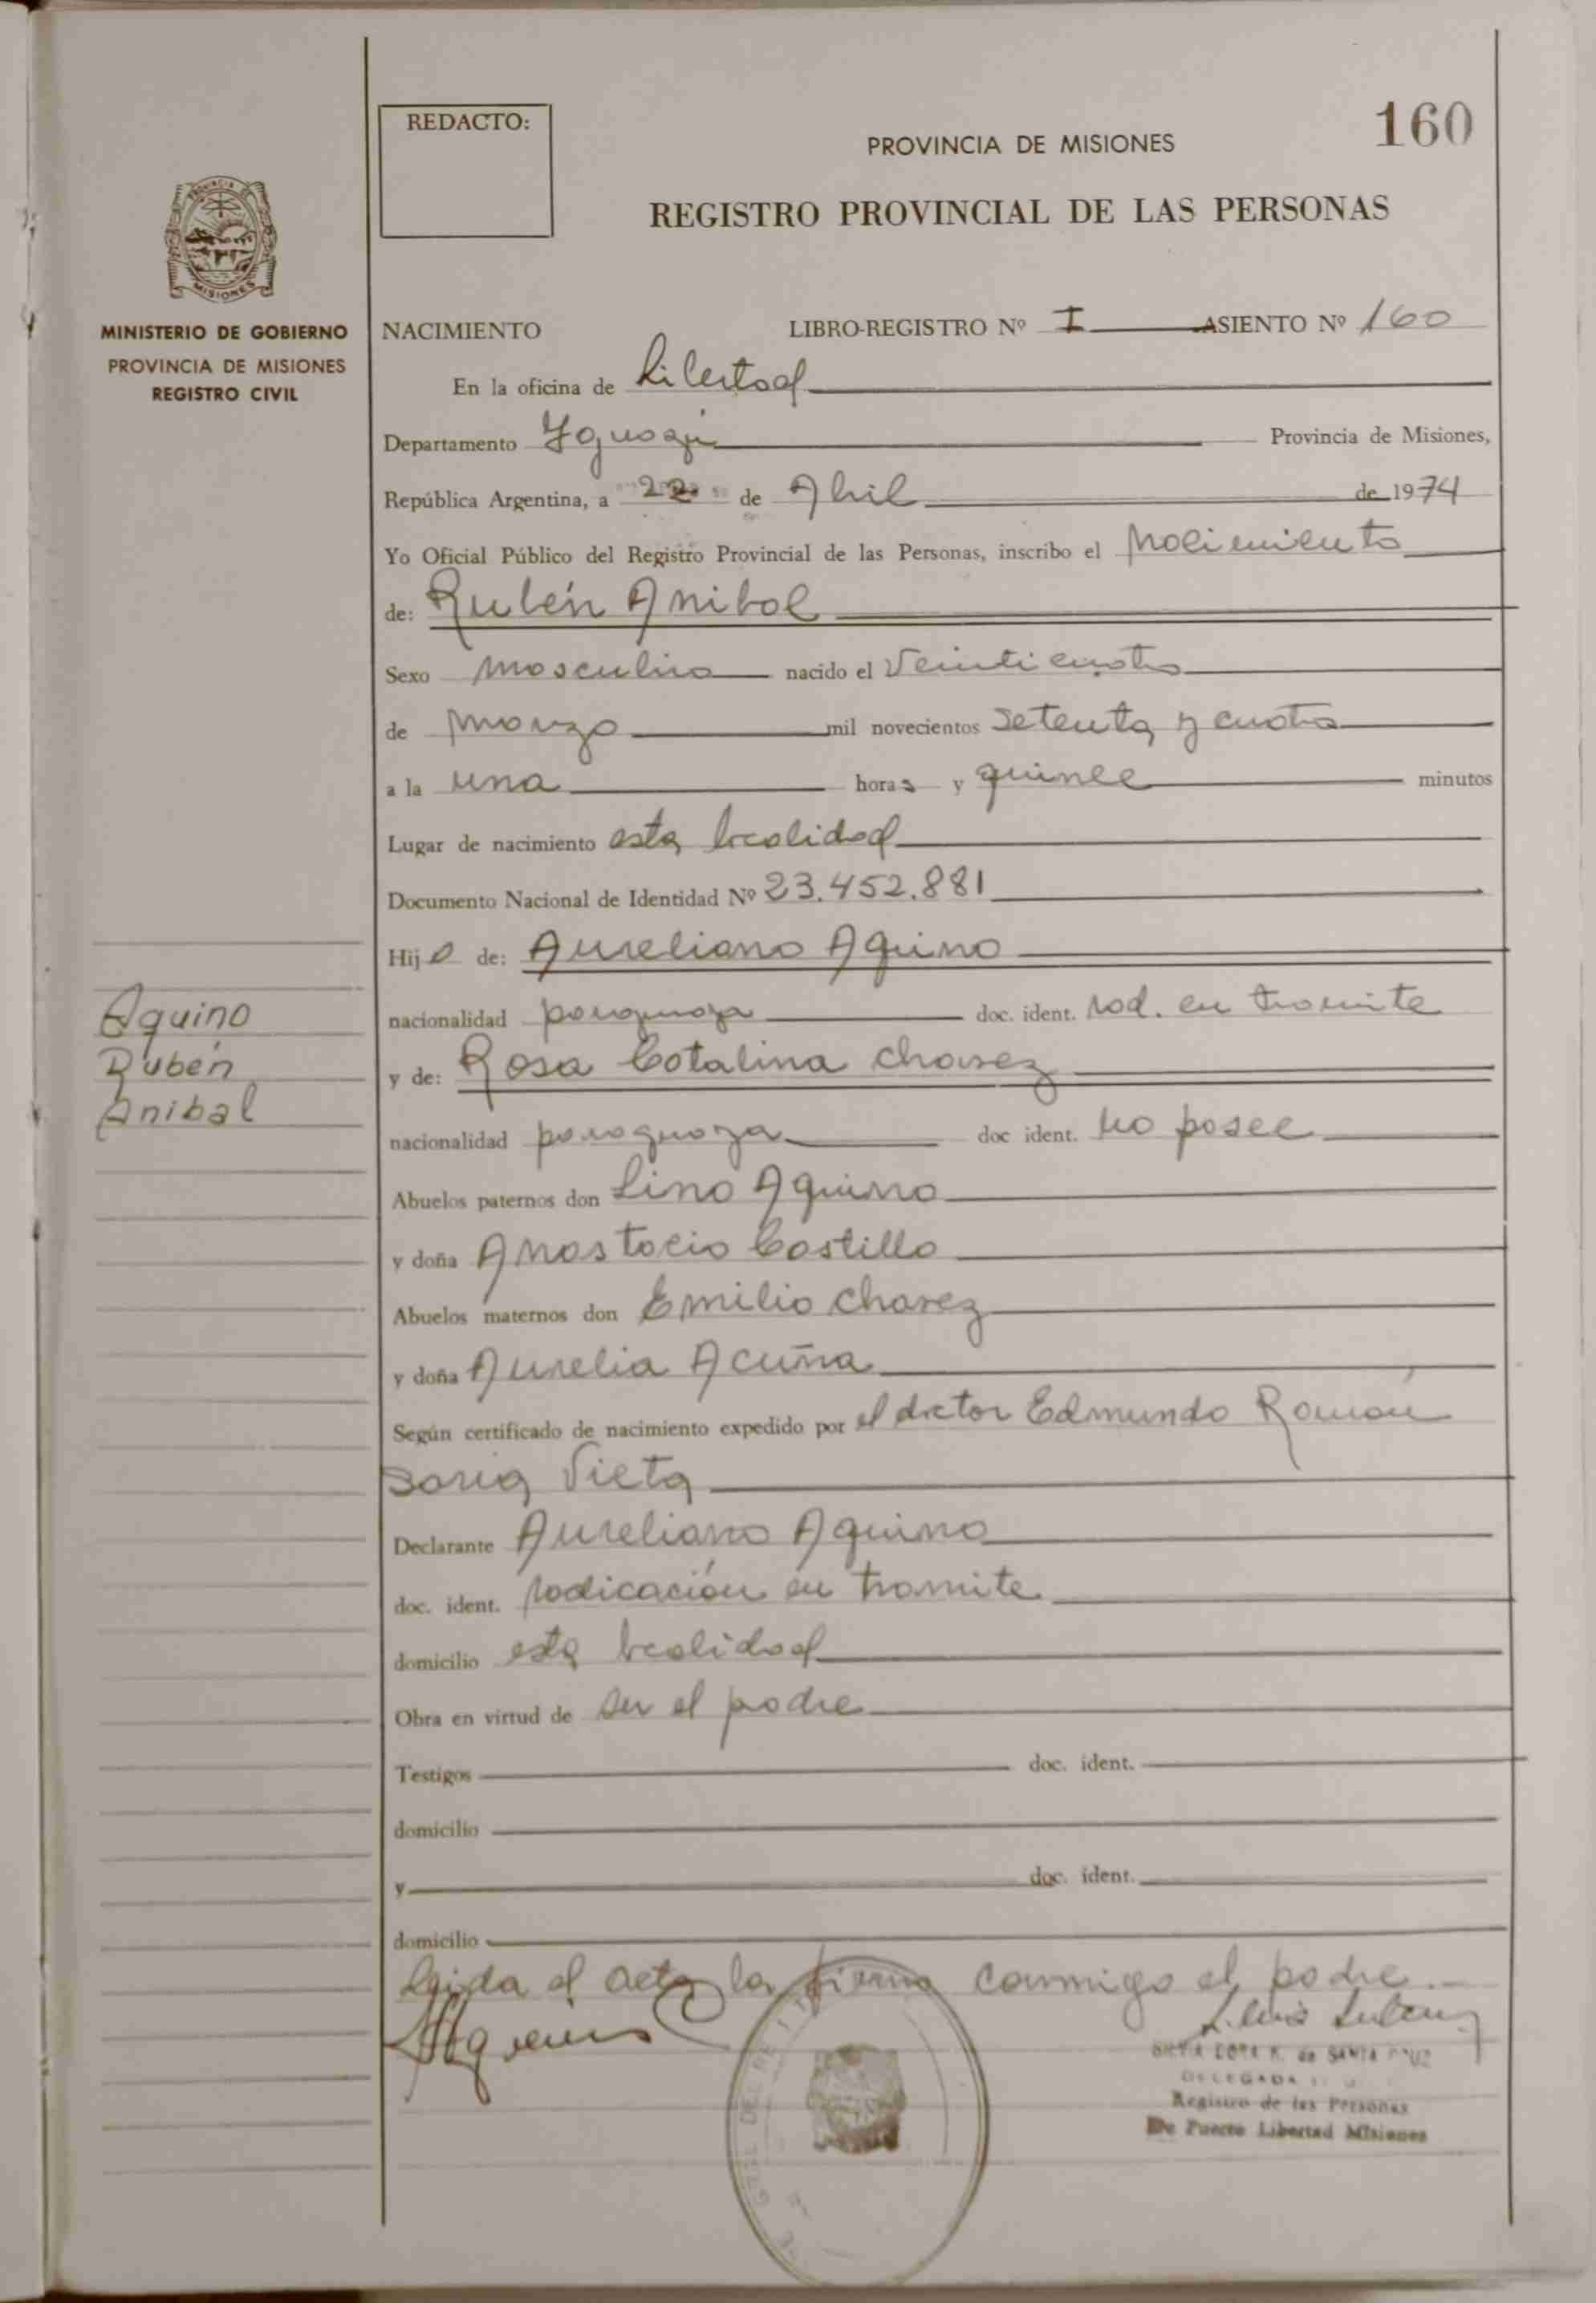 160
REDACTO:
PROVINCIA DE MISIONES
REGISTRO PROVINCIAL DE LAS PERSONAS
MISIONES
MINISTERIO DE GOBIERNO
PROVINCIA DE MISIONES
REGISTRO CIVIL
NACIMIENTO LIBRO-REGISTRO Nº I ASIENTO Nº 160
En la oficina de Libertad
Departamento Iguazú Provincia de Misiones,
República Argentina, a 22 de Abril de 1974
Yo Oficial Público del Registro Provincial de las Personas, inscribo el nacimiento
de: Rubén Anibal
Sexo masculino nacido el veinticuatro
de marzo mil novecientos setenta y cuatro
a la una horas y quince minutos
Lugar de nacimiento esta localidad
Documento Nacional de Identidad Nº 23.452.881
Hijo de: Aureliano Aquino
nacionalidad paraguaya doc. ident. rad. en tramite
y de: Rosa Catalina Chavez
nacionalidad paraguaya doc ident. no posee
Abuelos paternos don Lino Aquino
y doña Anastacia Castillo
Abuelos maternos don Emilio Chavez
y doña Aurelia Acuña
Según certificado de nacimiento expedido por el doctor Edmundo Román
Soria Vieta
Declarante Aureliano Aquino
doc. ident. radicación en tramite
domicilio esta localidad
Obra en virtud de ser el padre
Testigos doc. ident.
domicilio
y doc. ident.
domicilio
Leida el acta la firma conmigo el padre.-
de SANTA CRUZ
DELEGADA
Registro de las Personas
De Puerto Libertad Misiones
Aquino
Rubén
Anibal